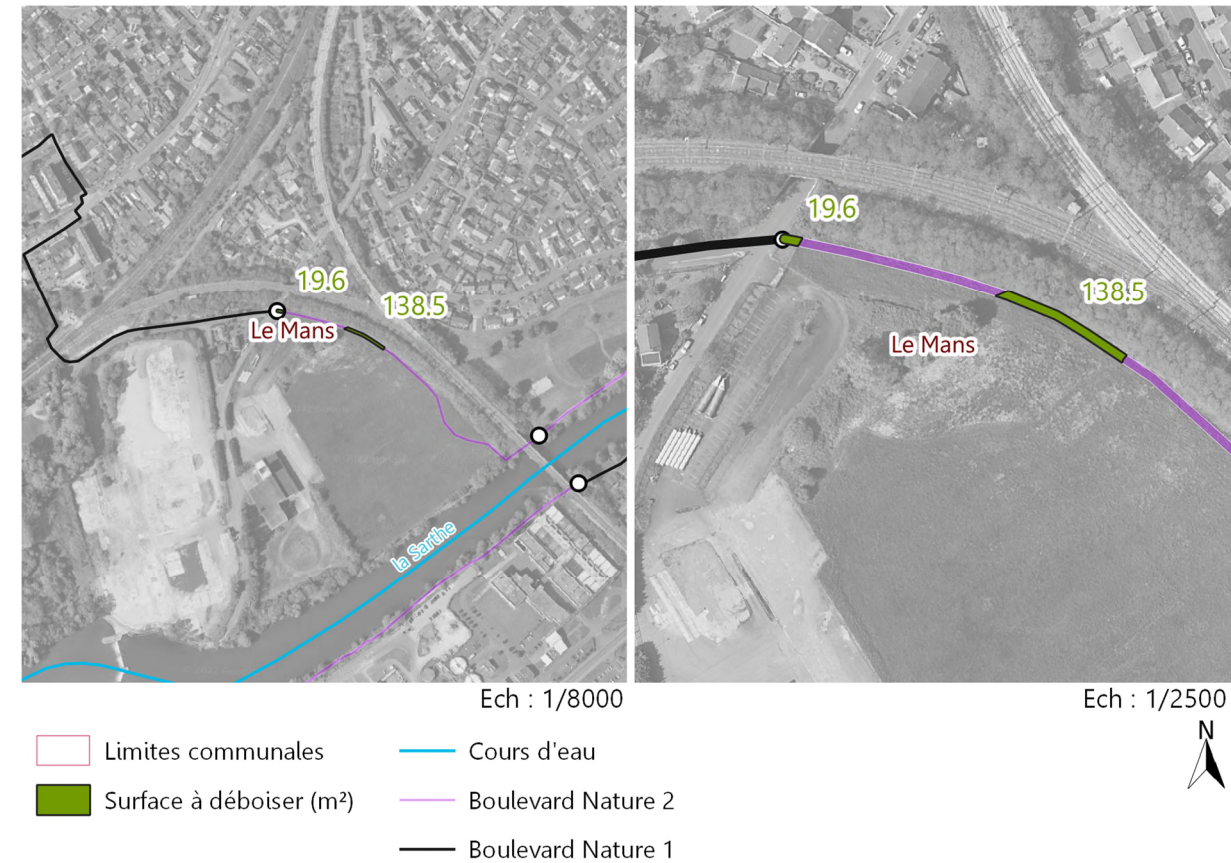 19.6
138.5
Le Mans
la Sarthe
19.6
138.5
Le Mans
Ech : 1/8000
Ech : 1/2500
N
Limites communales
Surface à déboiser (m²)
Cours d'eau
Boulevard Nature 2
Boulevard Nature 1